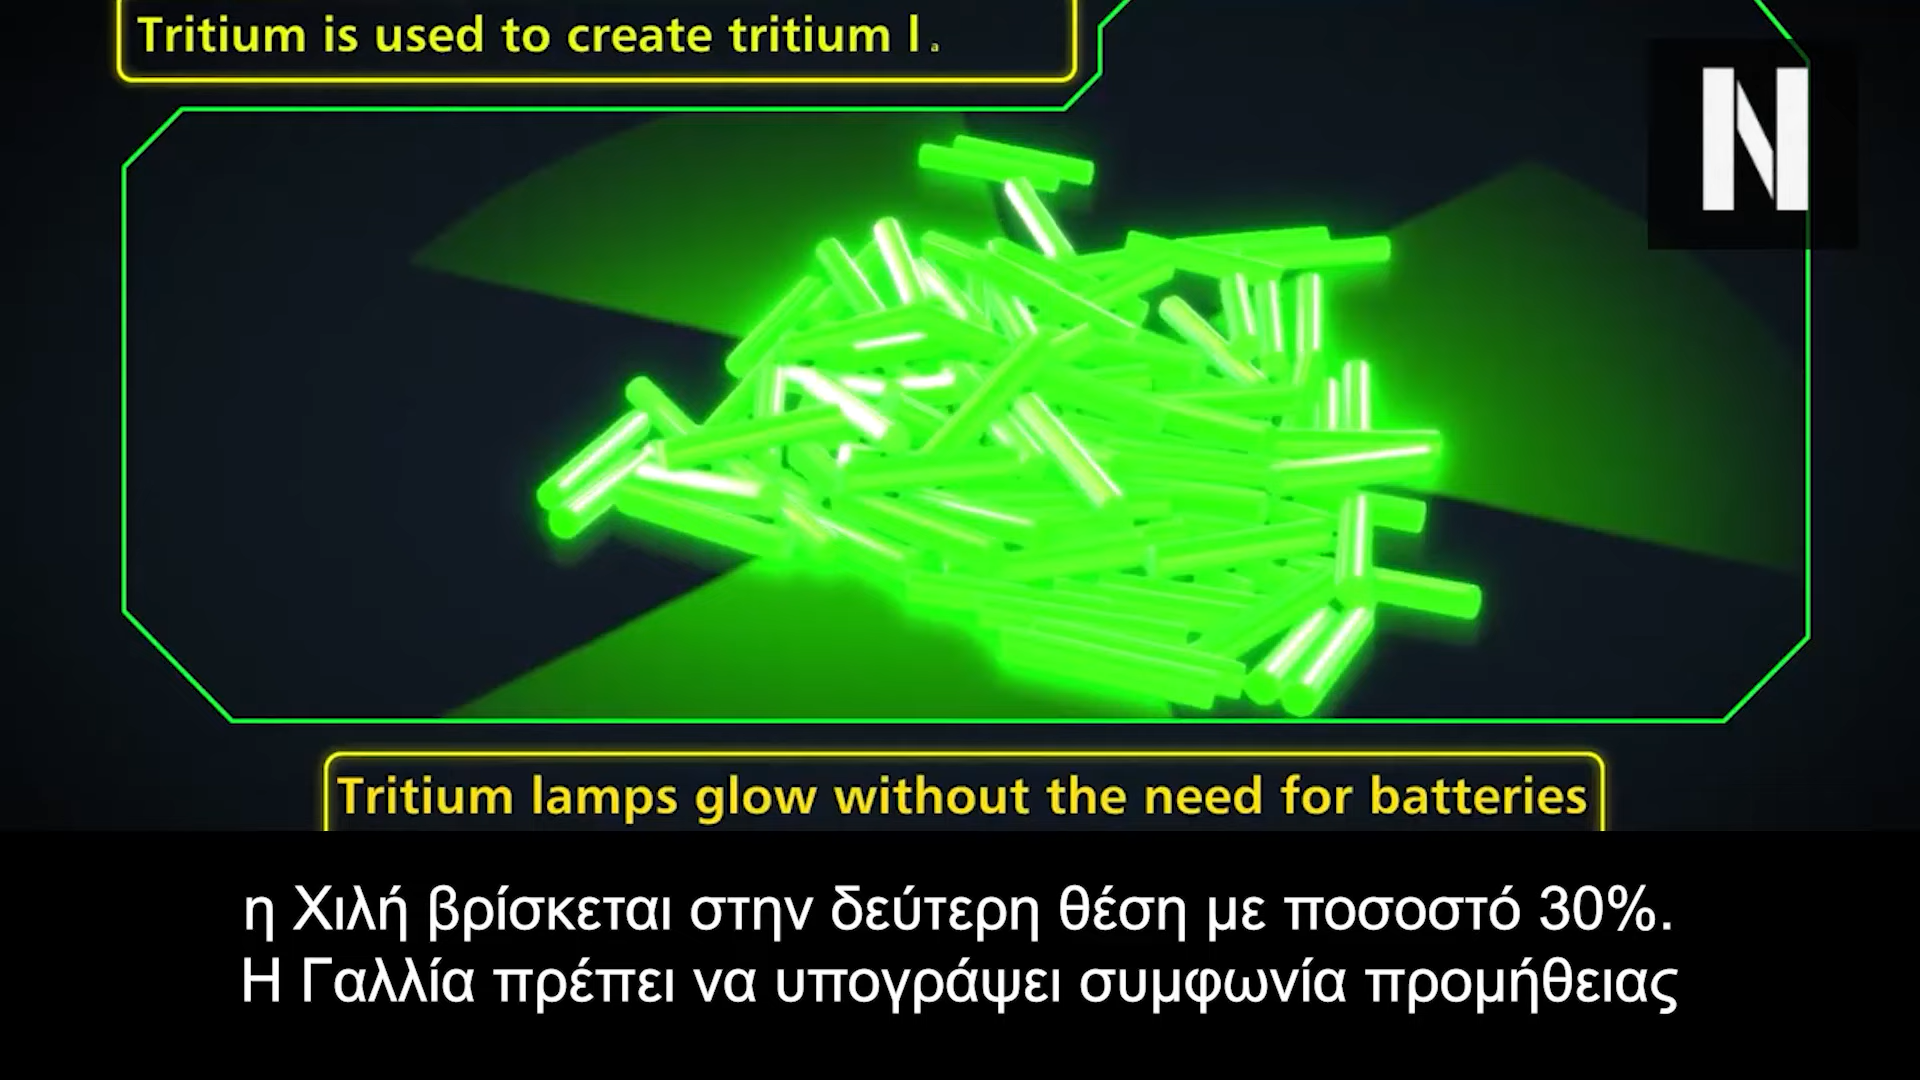 Tritium is used to create tritium la
N
Tritium lamps glow without the need for batteries
η Χιλή βρίσκεται στην δεύτερη θέση με ποσοστό 30%.
Η Γαλλία πρέπει να υπογράψει συμφωνία προμήθειας